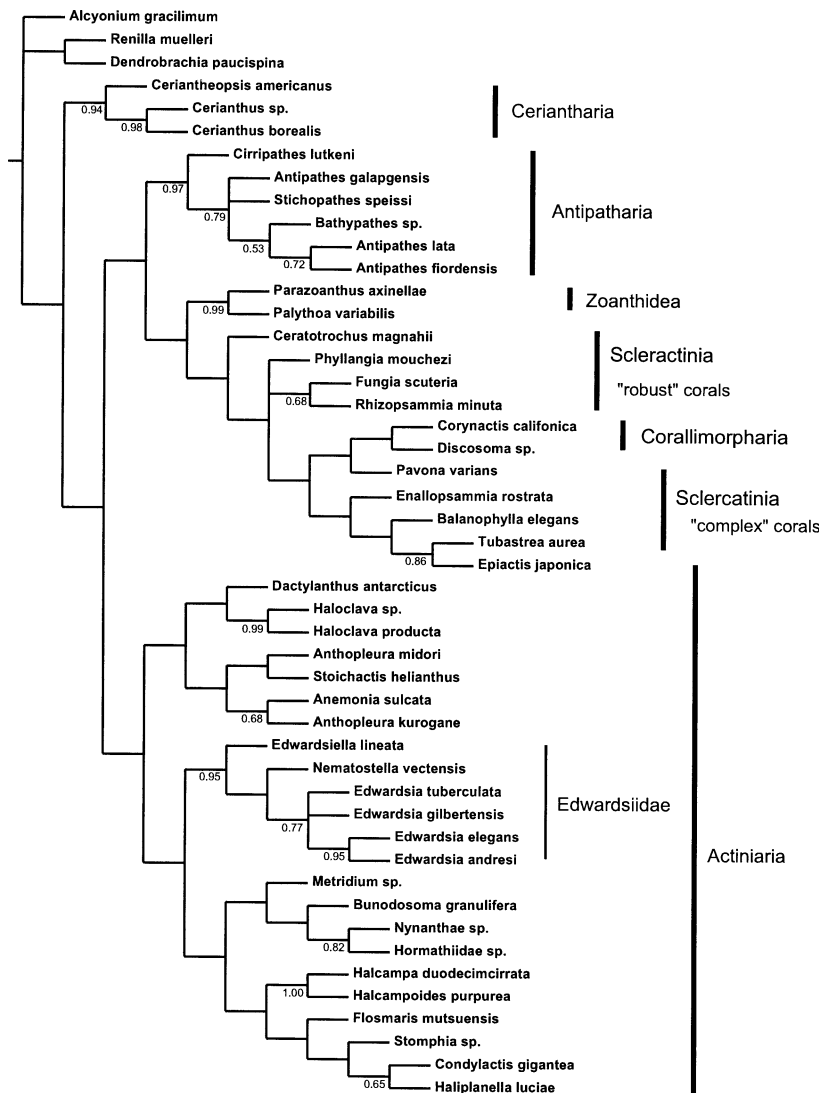 Alcyonium gracilimum
Renilla muelleri
Dendrobrachia paucispina
Ceriantheopsis americanus
0.94
Cerianthus sp.
Ceriantharia
0.98
Cerianthus borealis
Cirripathes lutkeni
0.97
Antipathes galapgensis
Stichopathes speissi
0.79
Antipatharia
Bathypathes sp.
0.53
Antipathes lata
0.72
Antipathes fiordensis
Parazoanthus axinellae
0.99
Zoanthidea
Palythoa variabilis
Ceratotrochus magnahii
Scleractinia
Phyllangia mouchezi
Fungia scuteria
"robust" corals
0.68
Rhizopsammia minuta
Corynactis califonica
Corallimorpharia
Discosoma sp.
Pavona varians
Enallopsammia rostrata
Sclercatinia
Balanophylla elegans
"complex" corals
Tubastrea aurea
0.86
Epiactis japonica
Dactylanthus antarcticus
Haloclava sp.
0.99
Haloclava producta
Anthopleura midori
Stoichactis helianthus
Anemonia sulcata
0.68
Anthopleura kurogane
Edwardsiella lineata
0.95
Nematostella vectensis
Edwardsia tuberculata
Edwardsiidae
Edwardsia gilbertensis
0.77
Edwardsia elegans
0.95
Edwardsia andresi
Actiniaria
Metridium sp.
Bunodosoma granulifera
Nynanthae sp.
0.82
Hormathiidae sp.
Halcampa duodecimcirrata
1.00
Halcampoides purpurea
Flosmaris mutsuensis
Stomphia sp.
Condylactis gigantea
0.65
Haliplanella luciae